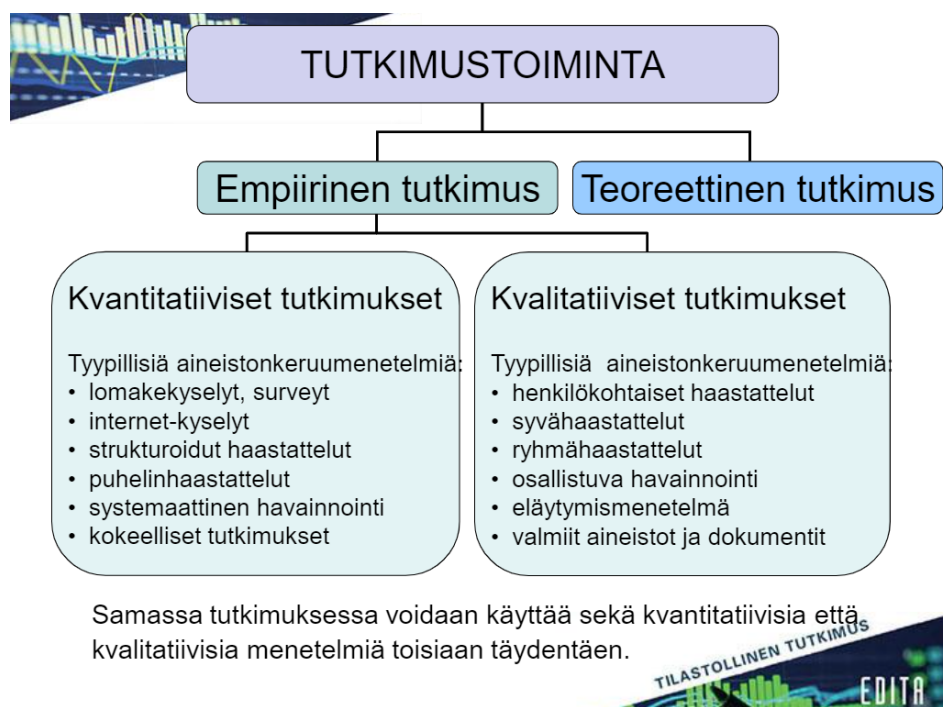 TUTKIMUSTOIMINTA
Empiirinen tutkimus
Teoreettinen tutkimus
Kvantitatiiviset tutkimukset
Tyypillisiä aineistonkeruumenetelmiä:
• lomakekyselyt, surveyt
• internet-kyselyt
• strukturoidut haastattelut
• puhelinhaastattelut
• systemaattinen havainnointi
• kokeelliset tutkimukset
Kvalitatiiviset tutkimukset
Tyypillisiä aineistonkeruumenetelmiä:
• henkilökohtaiset haastattelut
• syvähaastattelut
• ryhmähaastattelut
• osallistuva havainnointi
• eläytymismenetelmä
• valmiit aineistot ja dokumentit
Samassa tutkimuksessa voidaan käyttää sekä kvantitatiivisia että
kvalitatiivisia menetelmiä toisiaan täydentäen.
TILASTOLLINEN TUTKIMUS
EDITA